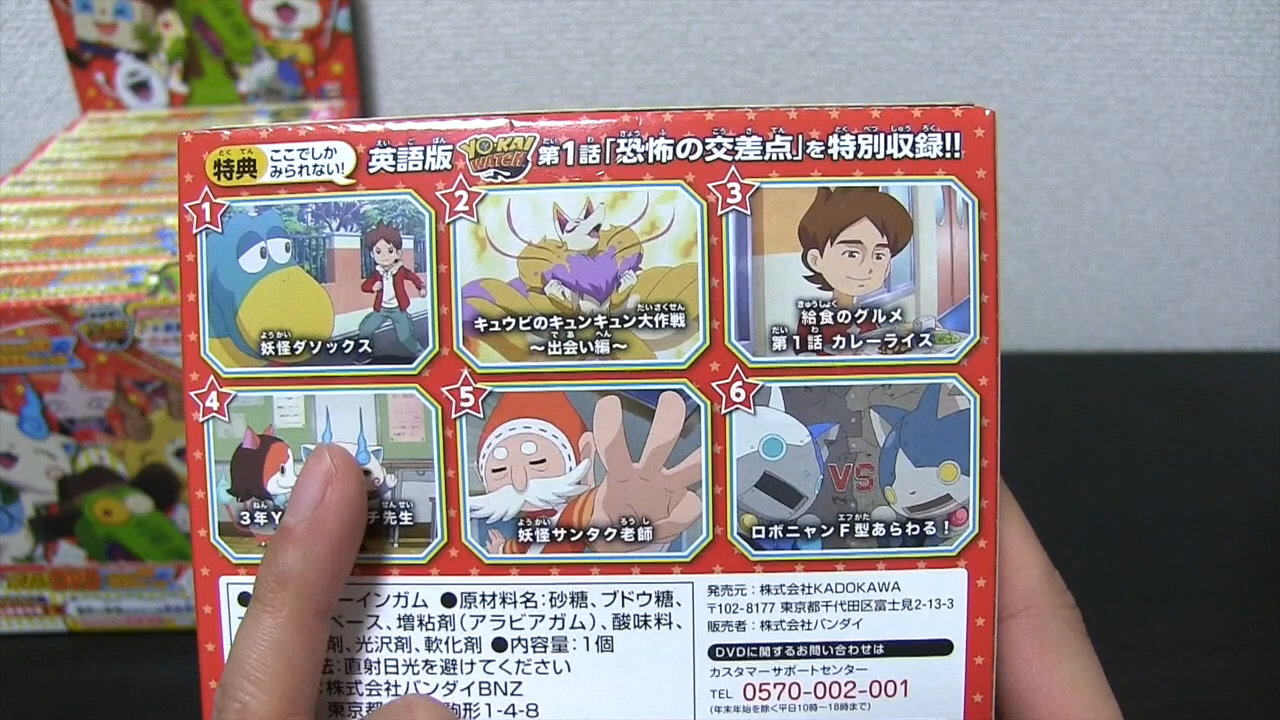 特典 ここでしかみられない! 英語版 YO-KAI WATCH 第1話「恐怖の交差点」を特別収録!!
1
妖怪ダソックス
2
キュウビのキュンキュン大作戦
～出会い編～
3
給食のグルメ
第1話 カレーライス
4
3年Y チ先生
5
妖怪サンタク老師
6
VS
ロボニャンF型あらわる!
ーインガム ●原材料名:砂糖、ブドウ糖、
ベース、増粘剤(アラビアガム)、酸味料、
剤、光沢剤、軟化剤 ●内容量:1個
法:直射日光を避けてください
:株式会社バンダイBNZ
東京都 駒形1-4-8
発売元:株式会社KADOKAWA
〒102-8177 東京都千代田区富士見2-13-3
販売者:株式会社バンダイ
DVDに関するお問い合わせは
カスタマーサポートセンター
TEL 0570-002-001
(年末年始を除く平日10時～18時まで)